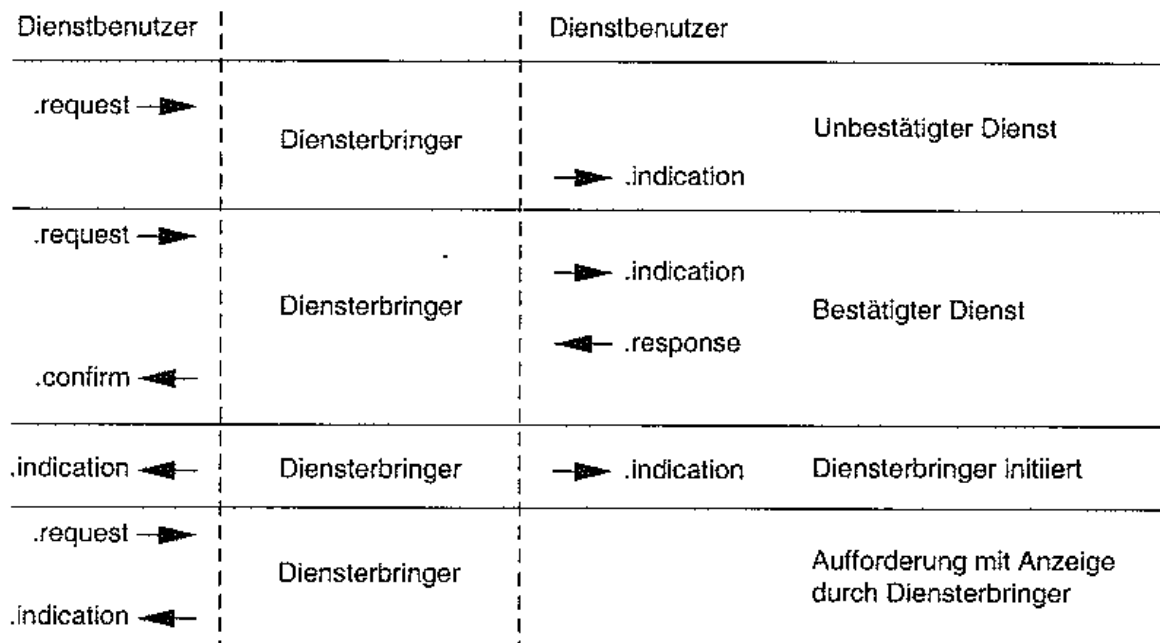 Dienstbenutzer Dienstbenutzer
.request
Diensterbringer Unbestätigter Dienst
.indication
.request
.indication
Diensterbringer Bestätigter Dienst
.response
.confirm
.indication Diensterbringer .indication Diensterbringer initiiert
.request
Diensterbringer Aufforderung mit Anzeige
durch Diensterbringer
.indication